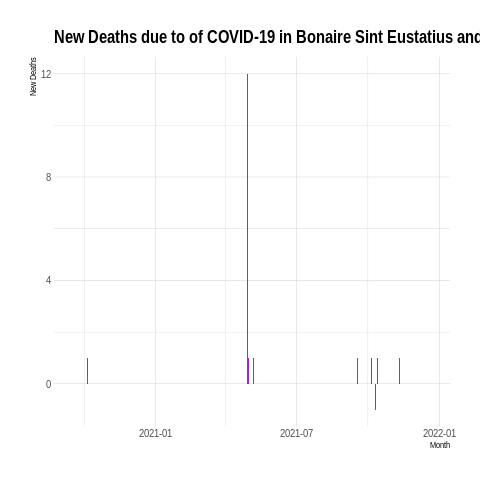 New Deaths due to of COVID-19 in Bonaire Sint Eustatius and
New Deaths
12
8
4
0
2021-01
2021-07
2022-01
Month